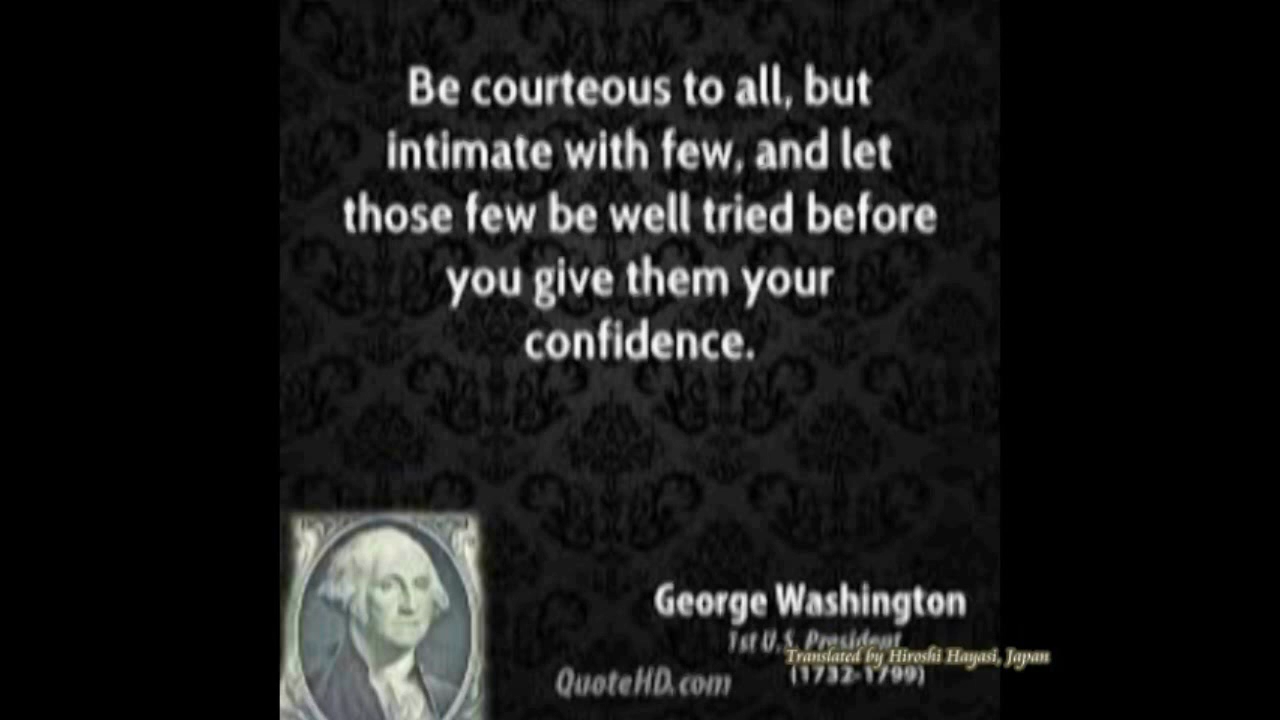 Be courteous to all, but
intimate with few, and let
those few be well tried before
you give them your
confidence.
George Washington
1st U.S. President
Translated by Hiroshi Hayasi, Japan
(1732-1799)
QuoteHD.com